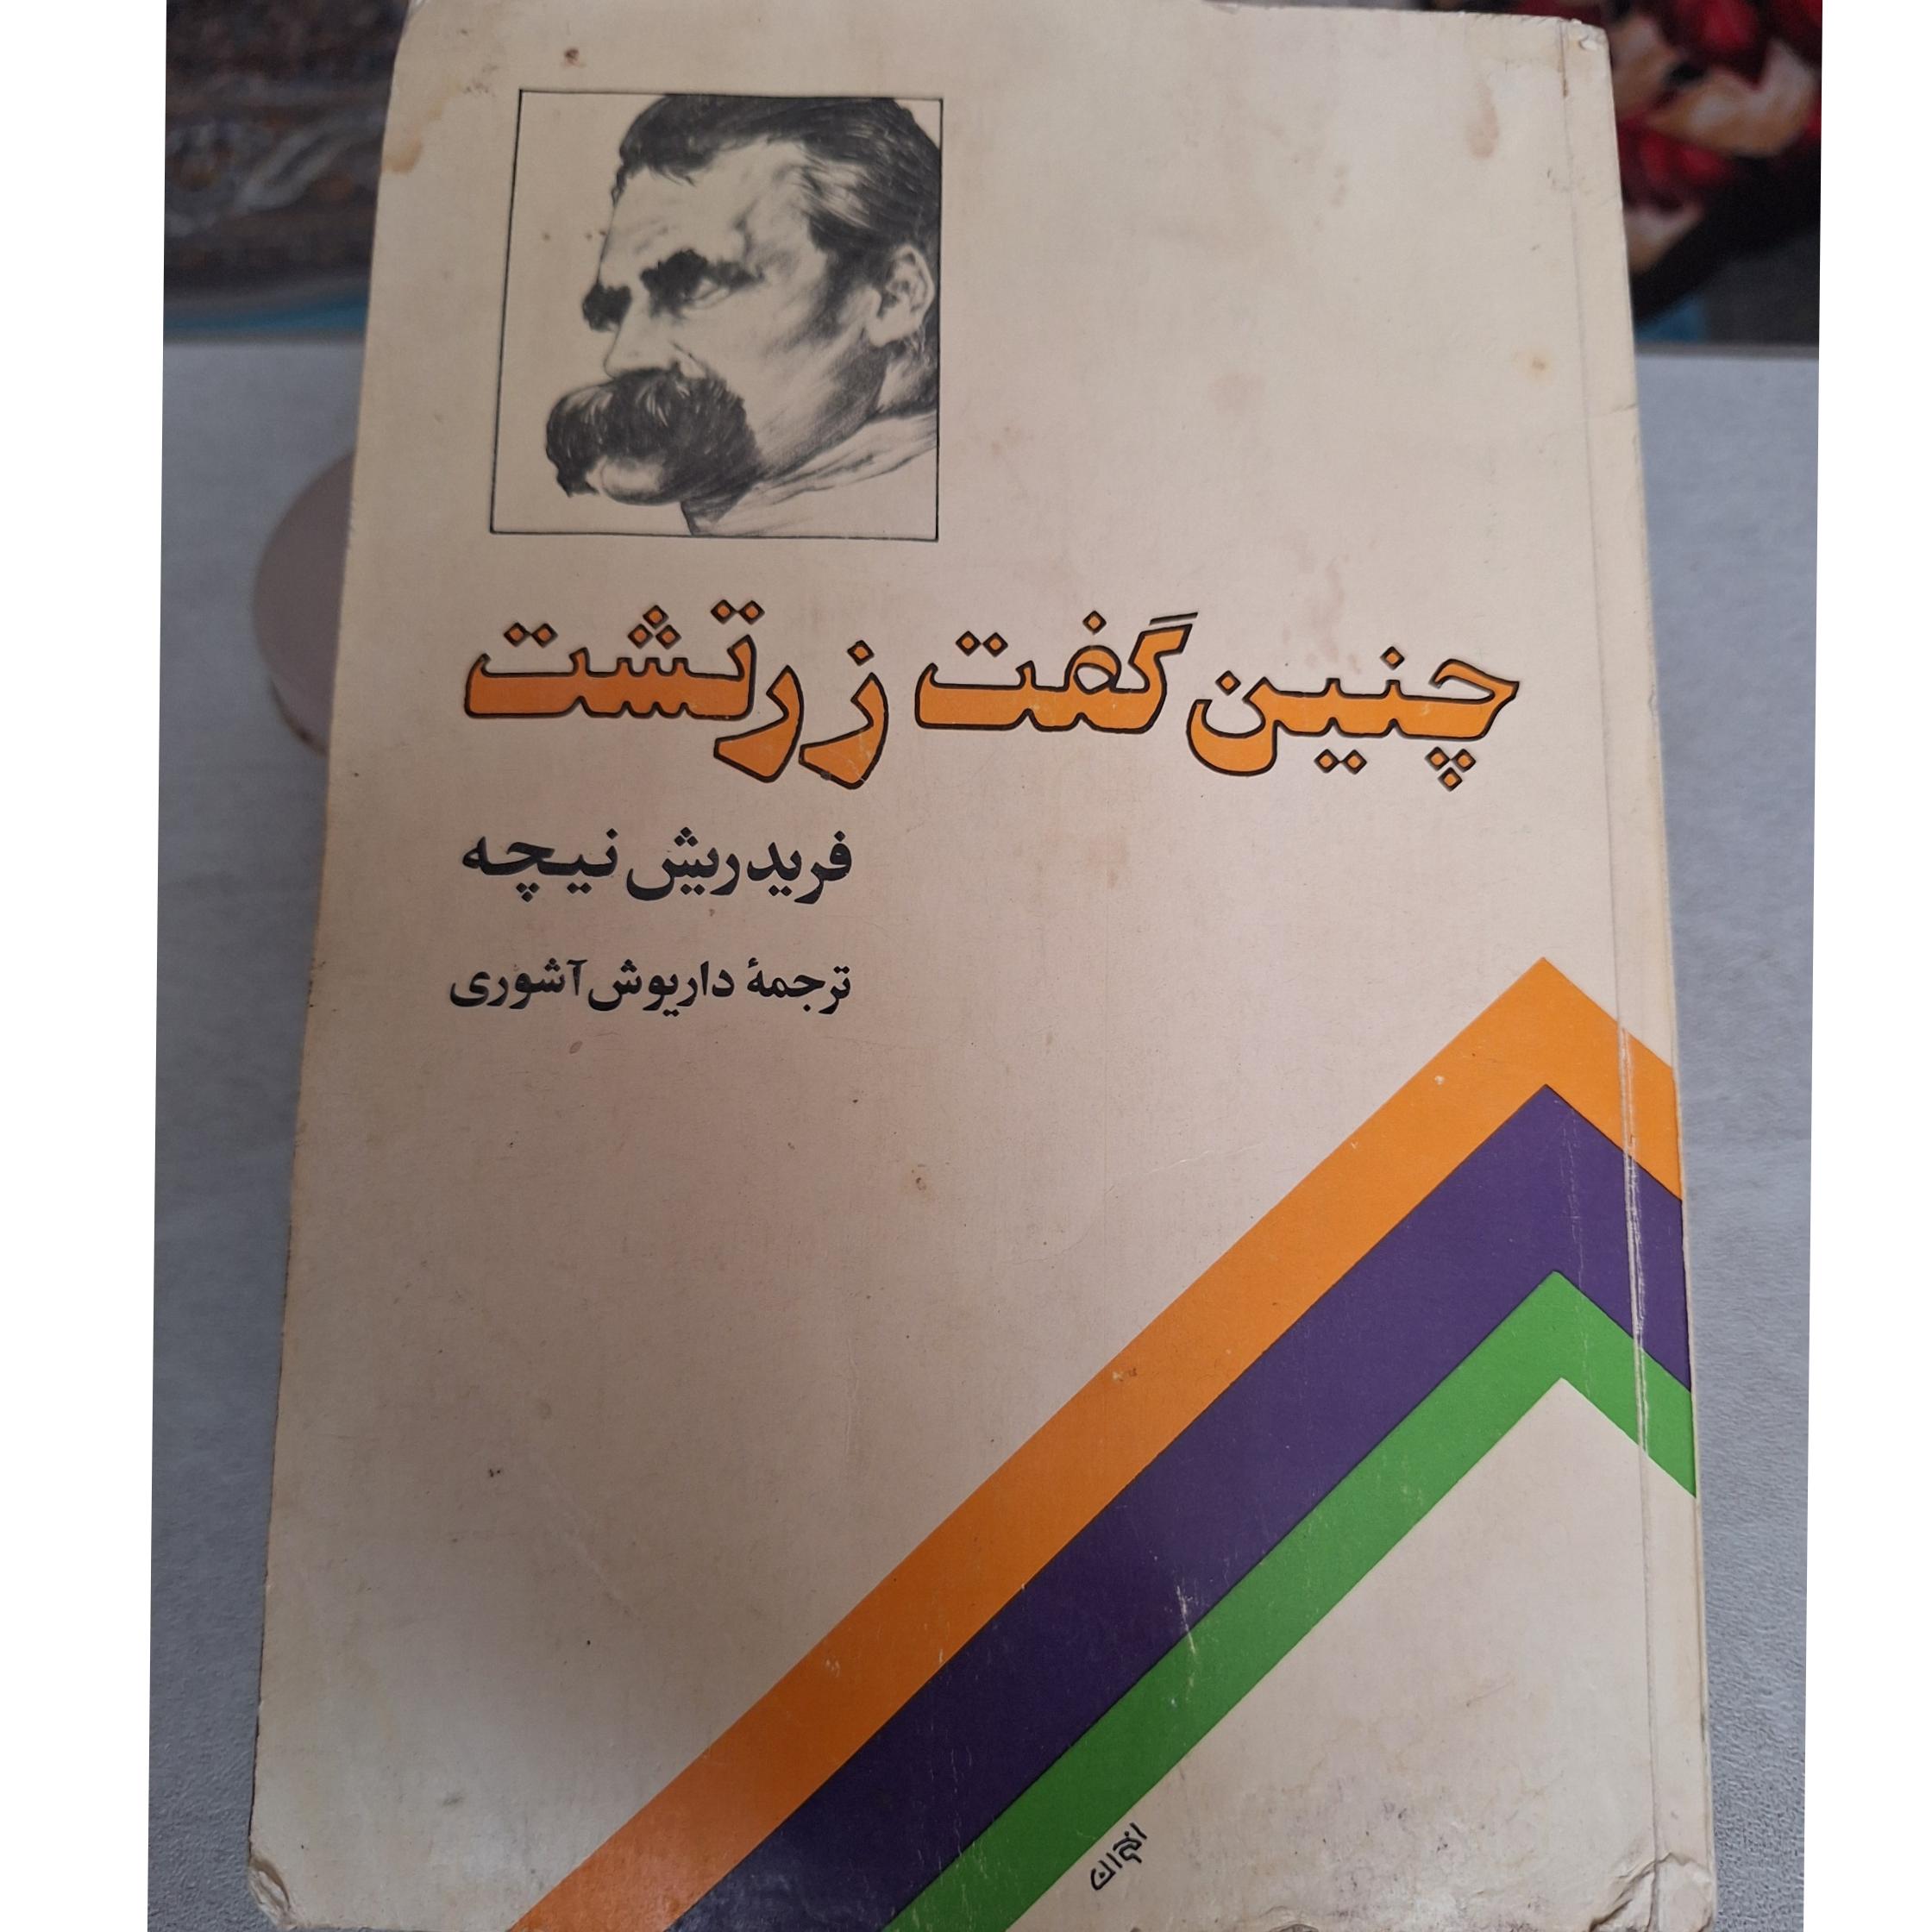 چنین گفت زرتشت
فریدریش نیچه
ترجمهٔ داریوش آشوری